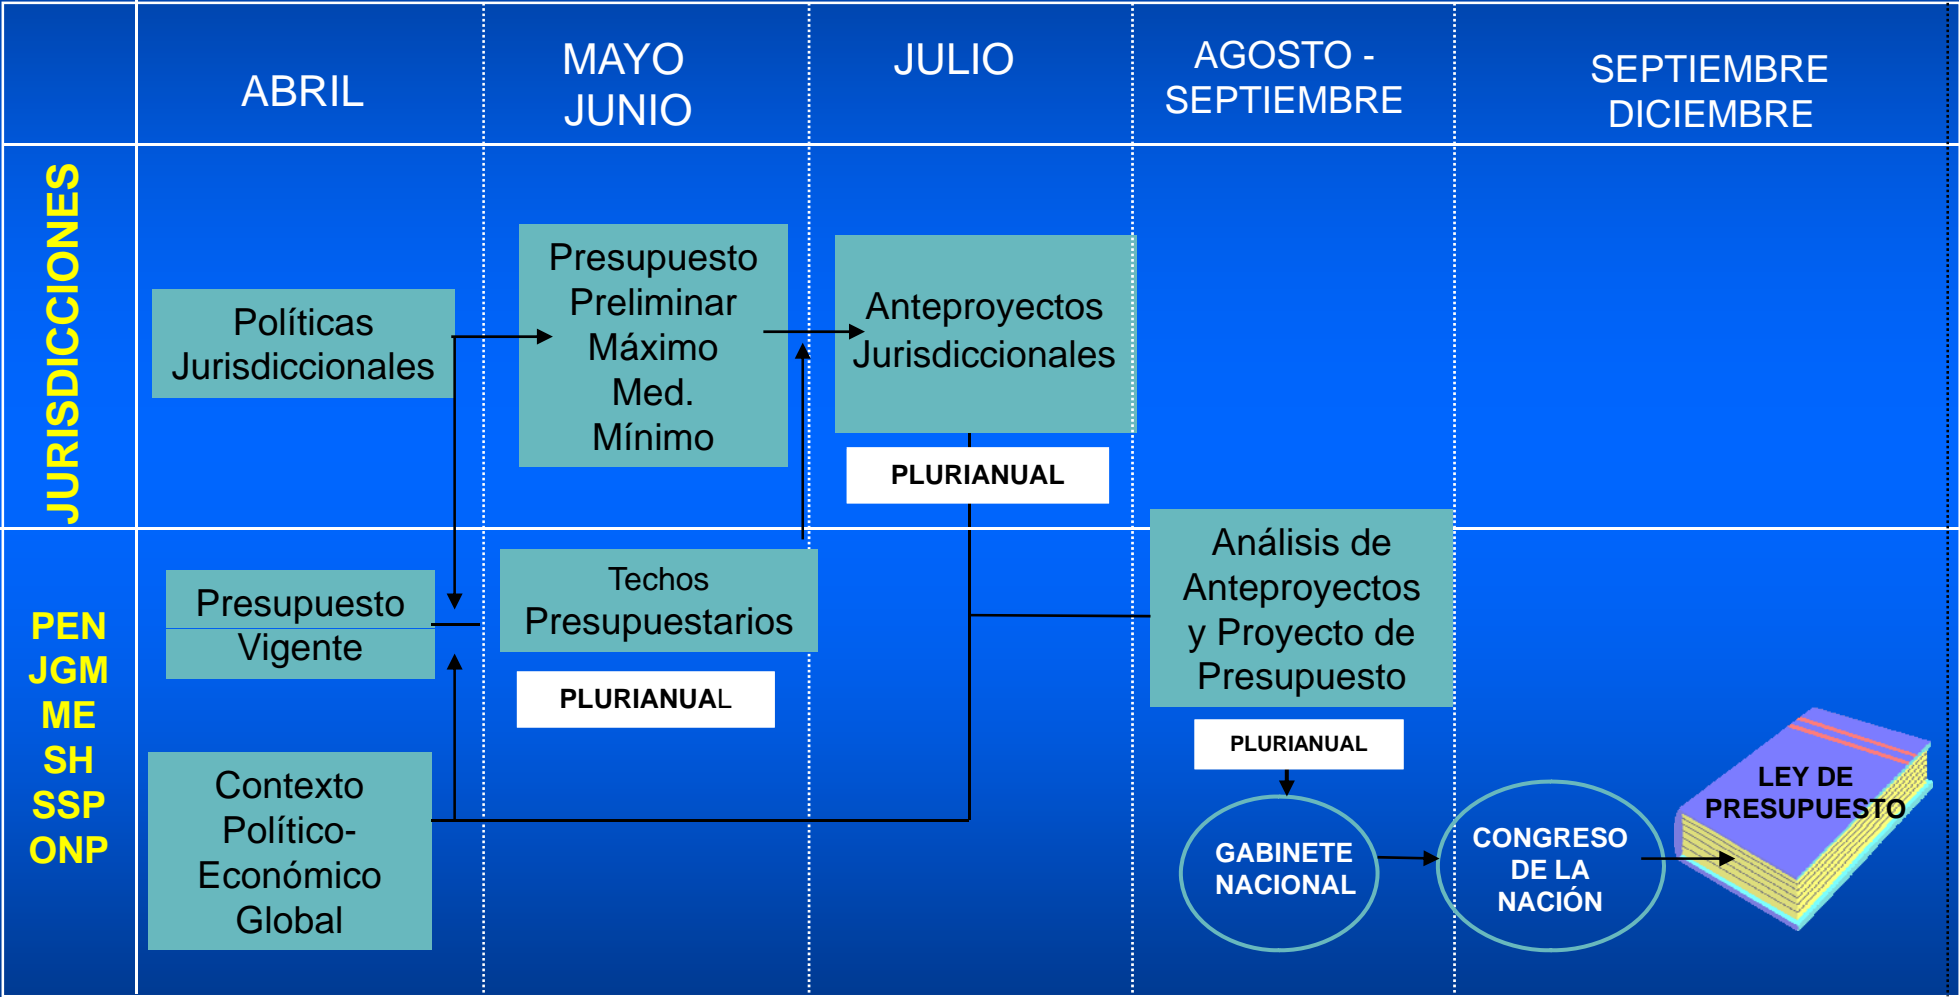 ABRIL
MAYO
JUNIO
JULIO
AGOSTO -
SEPTIEMBRE
SEPTIEMBRE
DICIEMBRE
JURISDICCIONES
Políticas
Jurisdiccionales
Presupuesto
Preliminar
Máximo
Med.
Mínimo
Anteproyectos
Jurisdiccionales
PLURIANUAL
PEN
JGM
ME
SH
SSP
ONP
Presupuesto
Vigente
Contexto
Político-
Económico
Global
Techos
Presupuestarios
PLURIANUAL
Análisis de
Anteproyectos
y Proyecto de
Presupuesto
PLURIANUAL
GABINETE
NACIONAL
CONGRESO
DE LA
NACIÓN
LEY DE
PRESUPUESTO